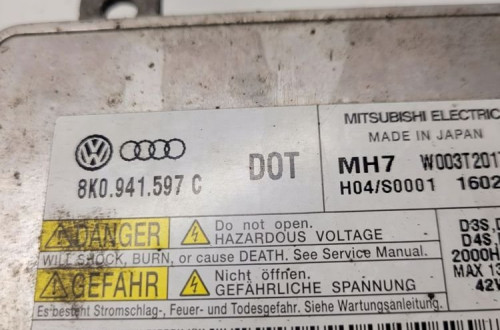 MITSUBISHI ELECTRIC
MADE IN JAPAN
8K0.941.597 C
DOT
MH7 W003T201
H04/S0001 1602
DANGER
Do not open.
HAZARDOUS VOLTAGE
WILL SHOCK, BURN, or cause DEATH. See Service Manual.
GEFAHR
Nicht öffnen.
GEFÄHRLICHE SPANNUNG
Es besteht Stromschlag-, Feuer- und Todesgefahr. Siehe Wartungsanleitung.
D3S,
D4S
2000H
MAX 1
42V